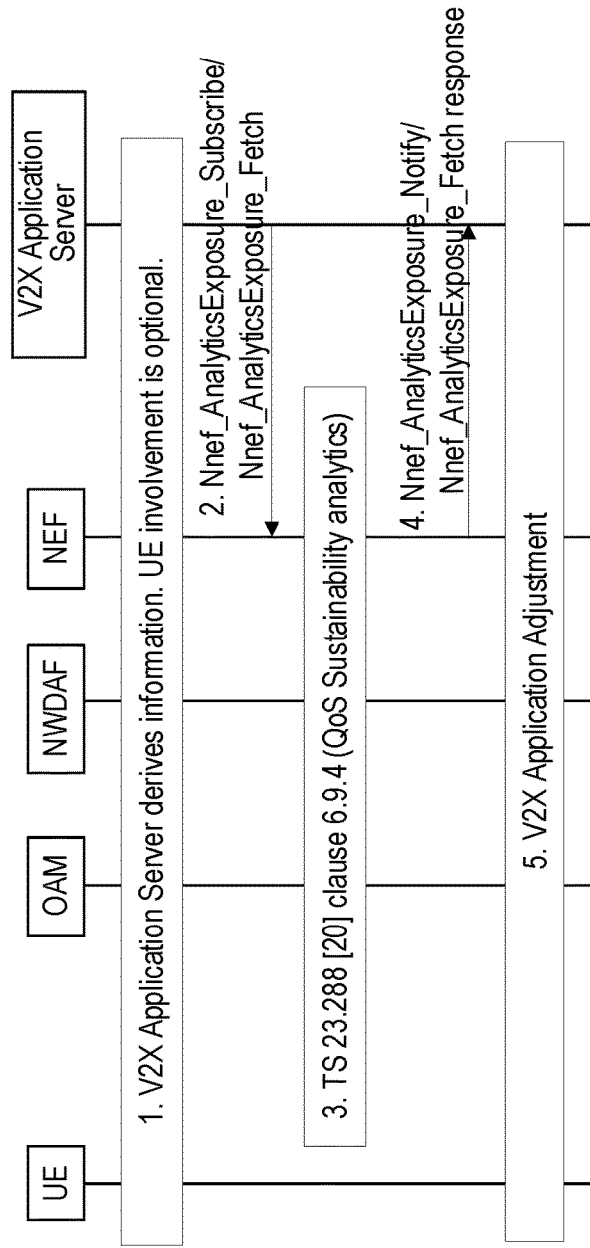 UE
OAM
NWDAF
NEF
V2X Application
Server
1. V2X Application Server derives information. UE involvement is optional.
2. Nnef_AnalyticsExposure_Subscribe/
Nnef_AnalyticsExposure_Fetch
3. TS 23.288 [20] clause 6.9.4 (QoS Sustainability analytics)
4. Nnef_AnalyticsExposure_Notify/
Nnef_AnalyticsExposure_Fetch response
5. V2X Application Adjustment